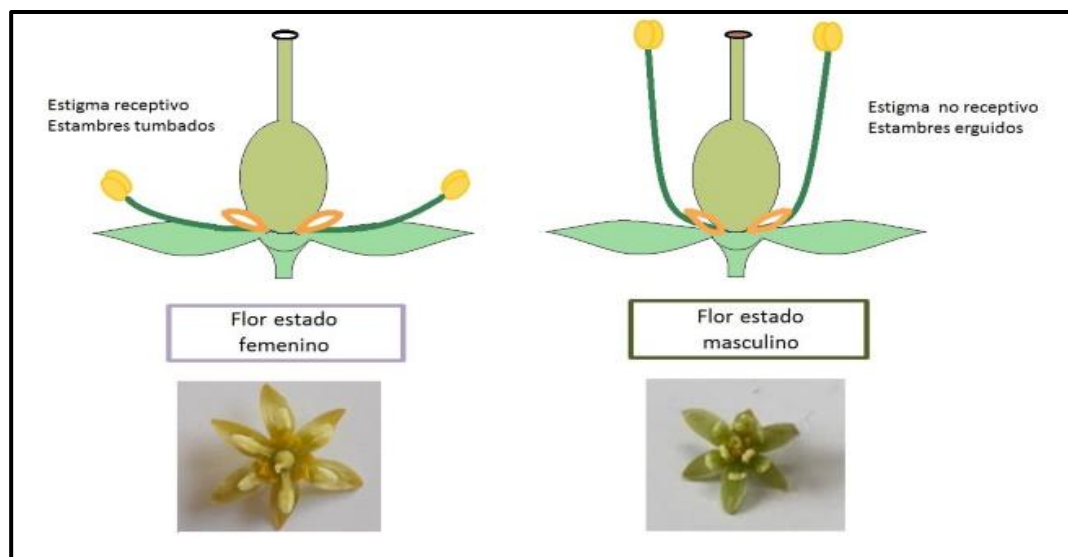 Estigma receptivo
Estambres tumbados
Estigma no receptivo
Estambres erguidos
Flor estado
femenino
Flor estado
masculino